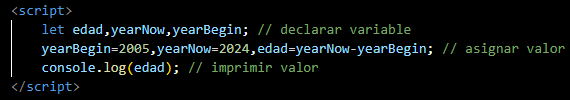 <script>
let edad,yearNow,yearBegin; // declarar variable
yearBegin=2005,yearNow=2024,edad=yearNow-yearBegin; // asignar valor
console.log(edad); // imprimir valor
</script>